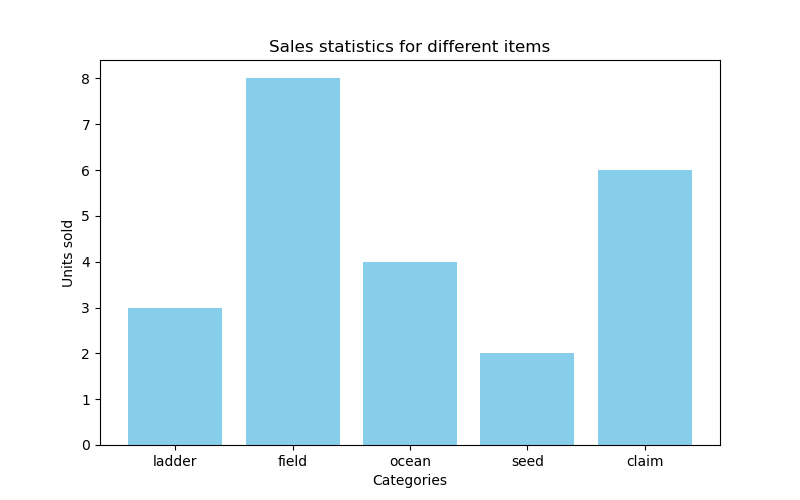 Sales statistics for different items
Units sold
8
7
6
5
4
3
2
1
0
ladder field ocean seed claim
Categories